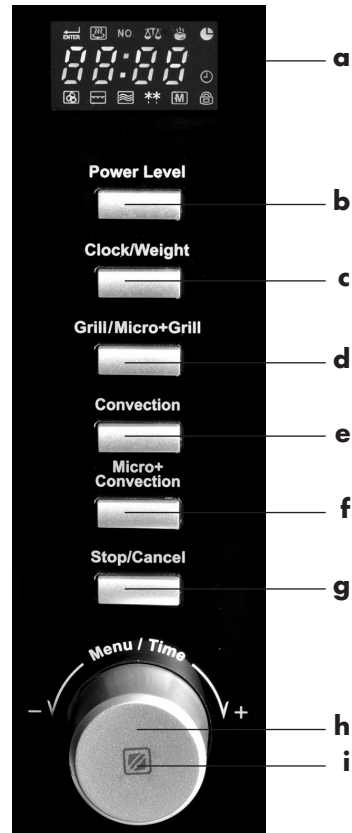 ENTER NO
88:88
M
a
Power Level
b
Clock/Weight
c
Grill/Micro+Grill
d
Convection
e
Micro+
Convection
f
Stop/Cancel
g
Menu / Time
- +
h
i